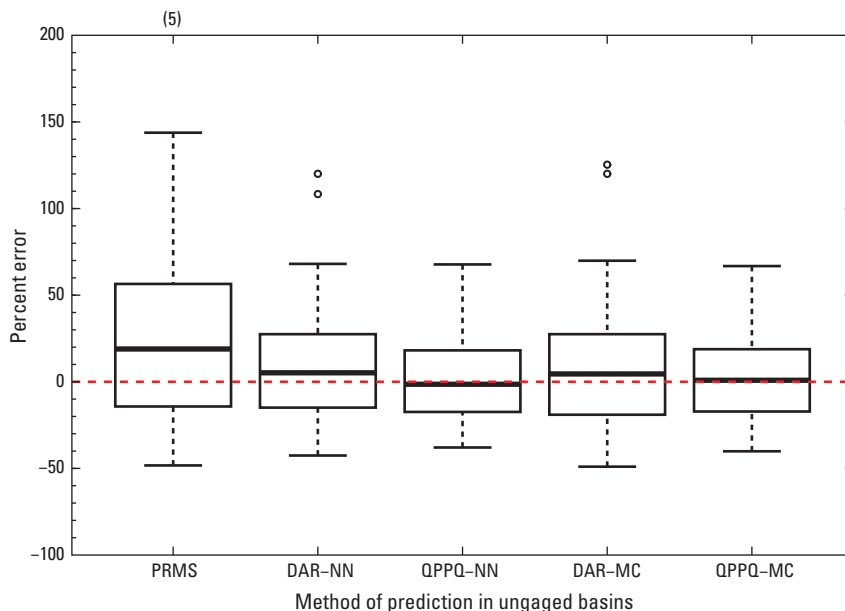 (5)
200
150
100
50
0
–50
–100
Percent error
PRMS DAR–NN QPPQ–NN DAR–MC QPPQ–MC
Method of prediction in ungaged basins